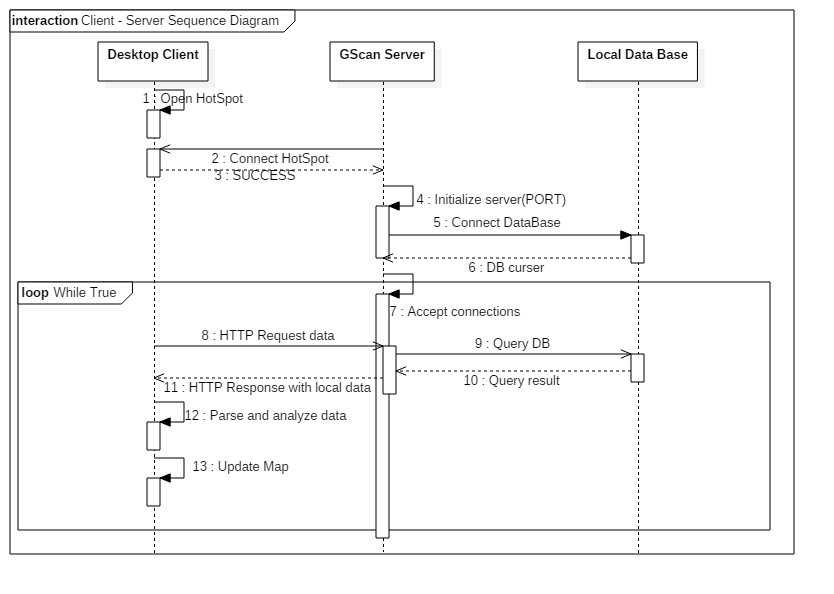 interaction Client - Server Sequence Diagram
Desktop Client
GScan Server
Local Data Base
1 : Open HotSpot
2 : Connect HotSpot
3 : SUCCESS
4 : Initialize server(PORT)
5 : Connect DataBase
6 : DB curser
loop While True
7 : Accept connections
8 : HTTP Request data
9 : Query DB
10 : Query result
11 : HTTP Response with local data
12 : Parse and analyze data
13 : Update Map